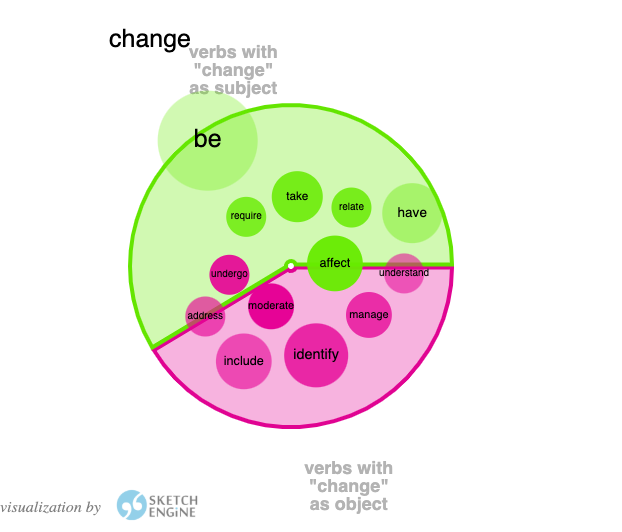 change
verbs with
"change"
as subject
be
take
require
relate
have
affect
undergo
understand
moderate
address
manage
identify
include
verbs with
"change"
as object
visualization by
SKETCH
ENGINE